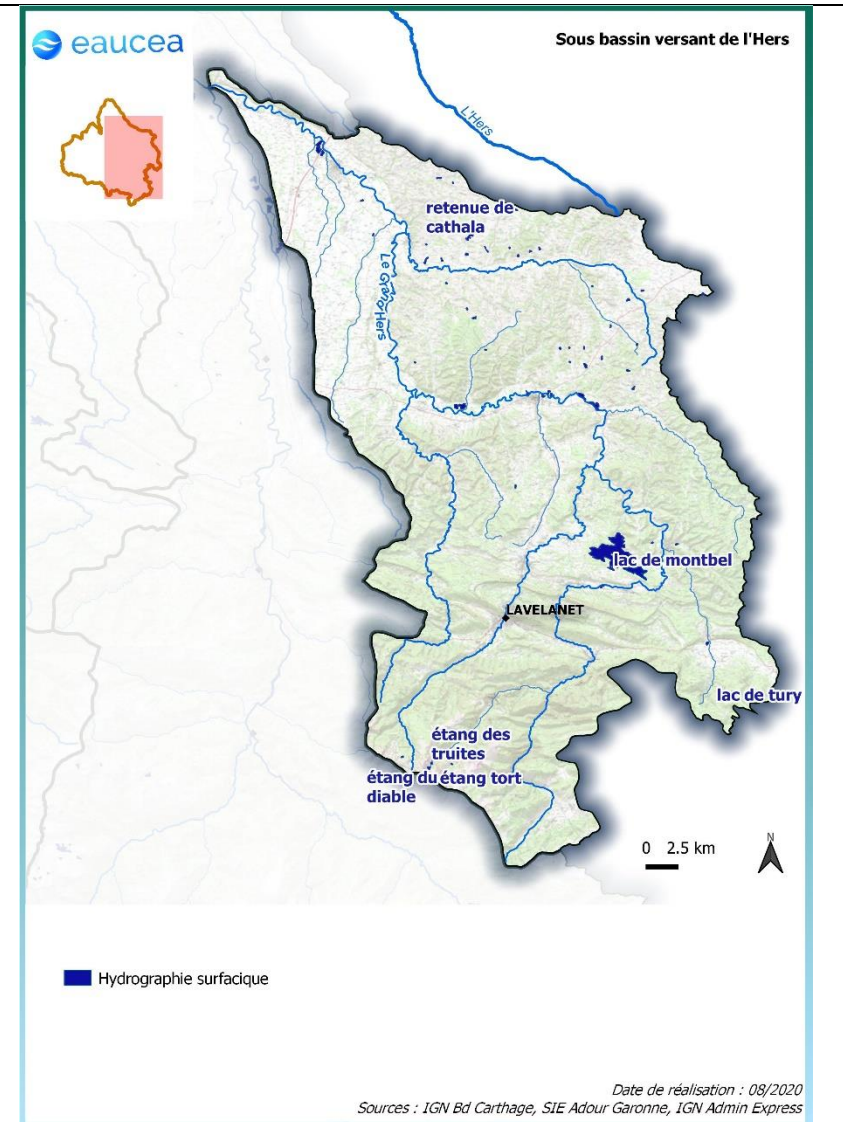 eaucea
Sous bassin versant de l'Hers
L'Hers
retenue de
cathala
Le Grand Hers
lac de montbel
LAVELANET
lac de tury
étang des
truites
étang du
diable
étang tort
0 2.5 km
N
Hydrographie surfacique
Date de réalisation : 08/2020
Sources : IGN Bd Carthage, SIE Adour Garonne, IGN Admin Express